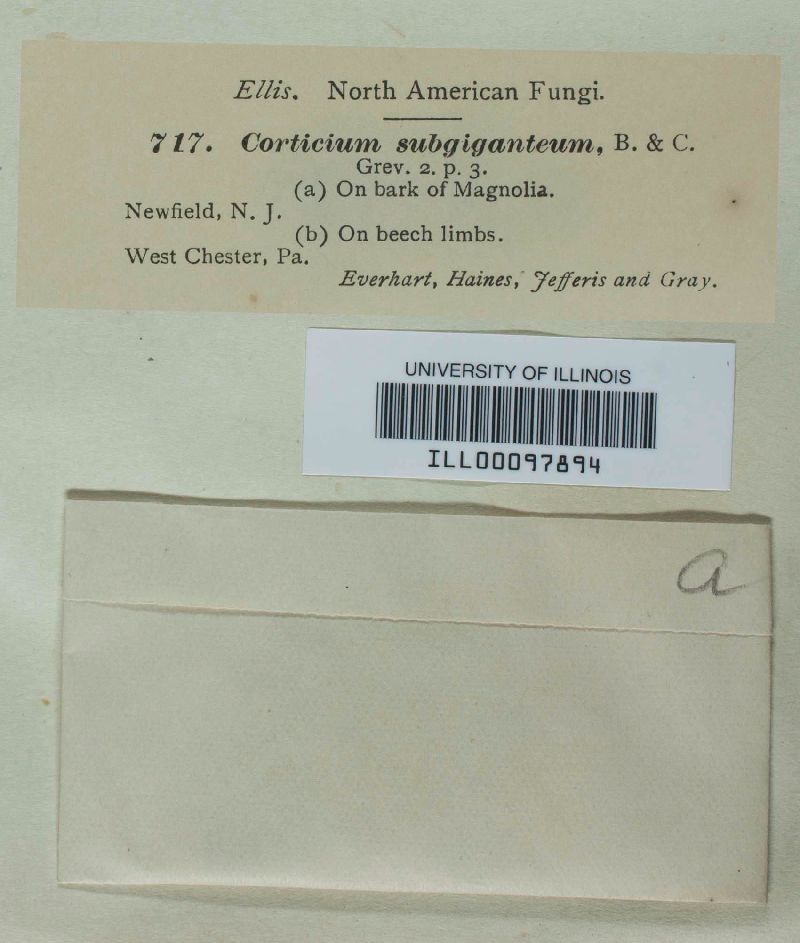 Ellis. North American Fungi.
717. Corticium subgiganteum, B. & C.
Grev. 2. p. 3.
(a) On bark of Magnolia.
Newfield, N. J.
(b) On beech limbs.
West Chester, Pa.
Everhart, Haines, Jefferis and Gray.
UNIVERSITY OF ILLINOIS
ILL00097894
a